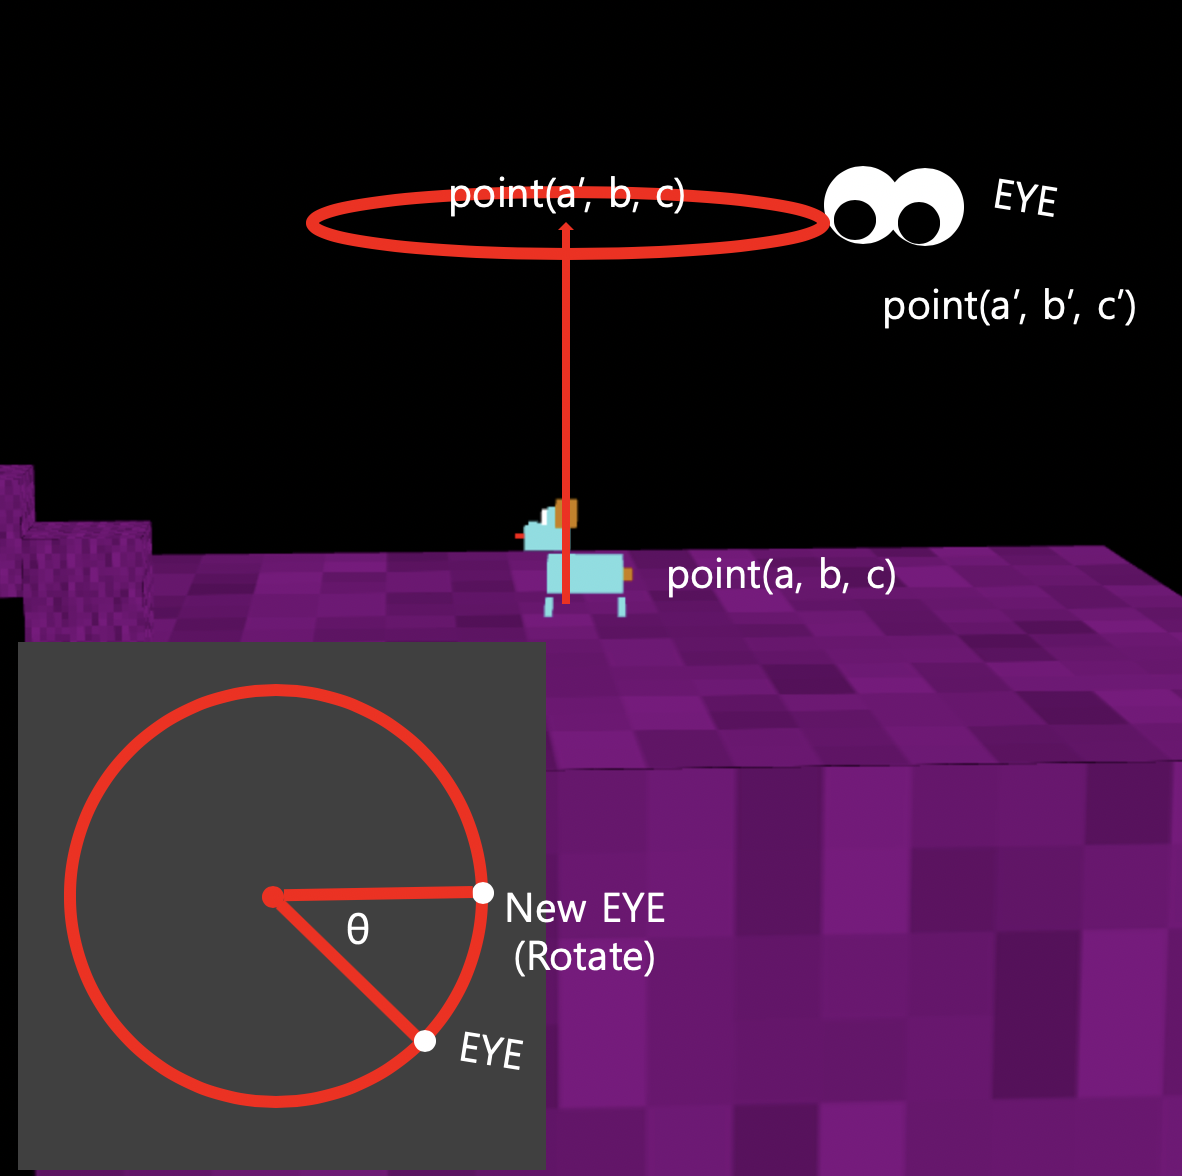 point(a′, b, c)
EYE
point(a′, b′, c′)
point(a, b, c)
θ
New EYE
(Rotate)
EYE